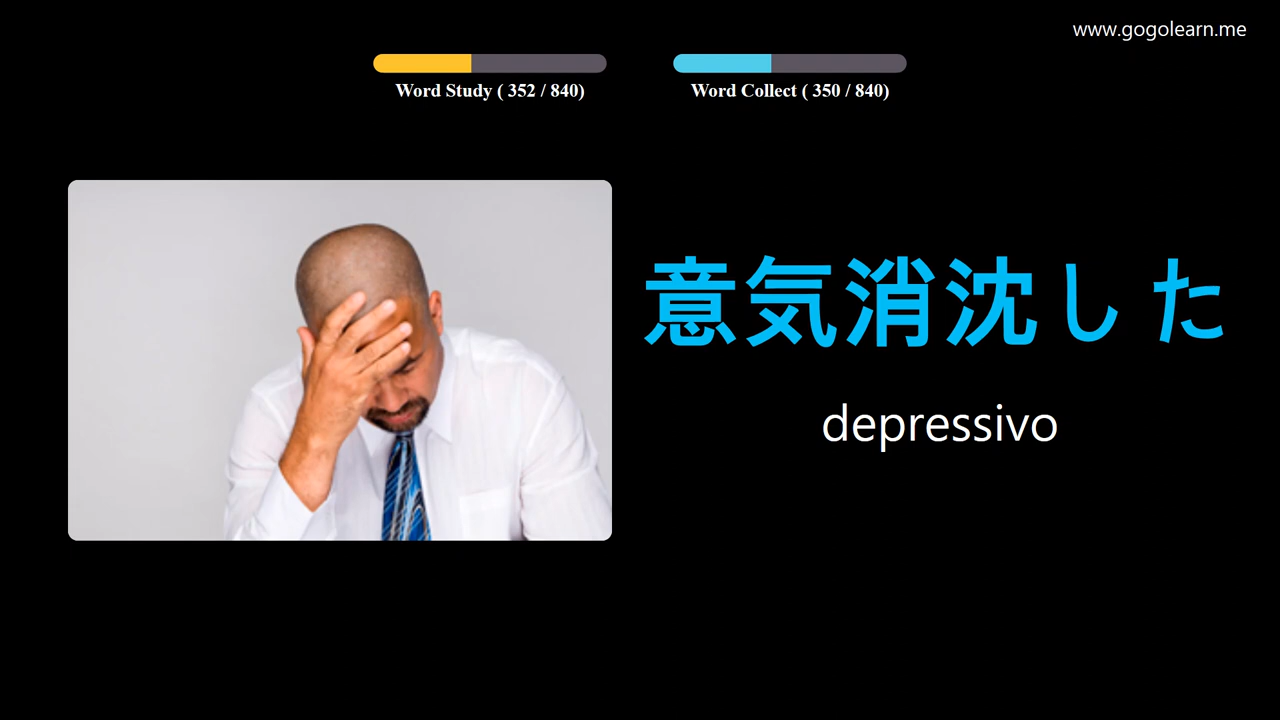 www.gogolearn.me
Word Study ( 352 / 840)
Word Collect ( 350 / 840)
意気消沈した
depressivo